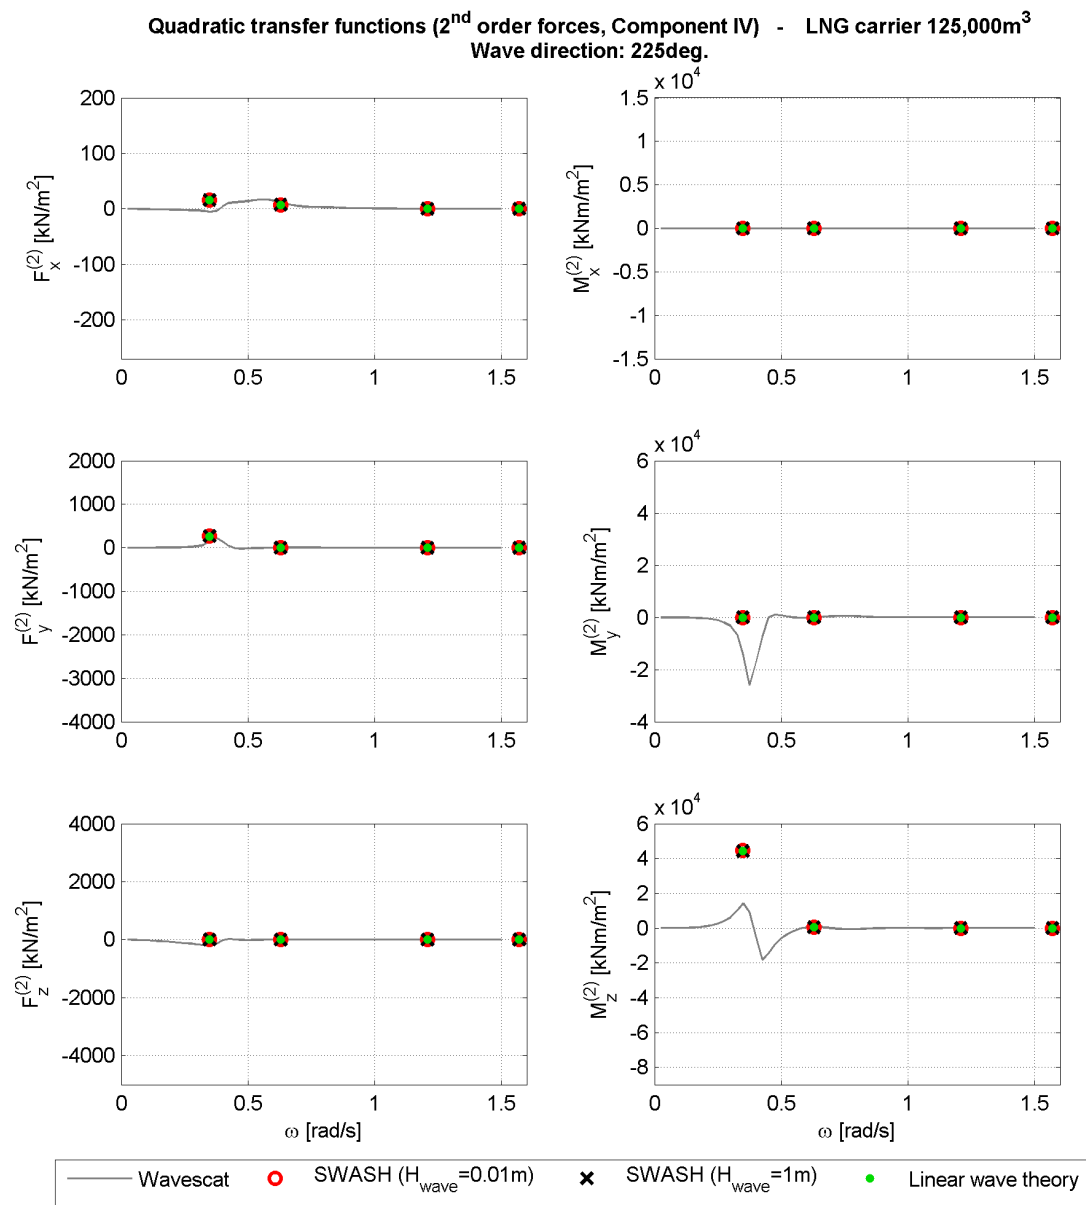 Quadratic transfer functions (2nd order forces, Component IV) - LNG carrier 125,000m3
Wave direction: 225deg.
200
100
0
-100
-200
0 0.5 1 1.5
Fx(2) [kN/m2]
x 10^4
1.5
1
0.5
0
-0.5
-1
-1.5
0 0.5 1 1.5
Mx(2) [kNm/m2]
2000
1000
0
-1000
-2000
-3000
-4000
0 0.5 1 1.5
Fy(2) [kN/m2]
x 10^4
6
4
2
0
-2
-4
0 0.5 1 1.5
My(2) [kNm/m2]
4000
2000
0
-2000
-4000
0 0.5 1 1.5
Fz(2) [kN/m2]
ω [rad/s]
x 10^4
6
4
2
0
-2
-4
-6
-8
0 0.5 1 1.5
Mz(2) [kNm/m2]
ω [rad/s]
Wavescat SWASH (Hwave=0.01m) SWASH (Hwave=1m) Linear wave theory